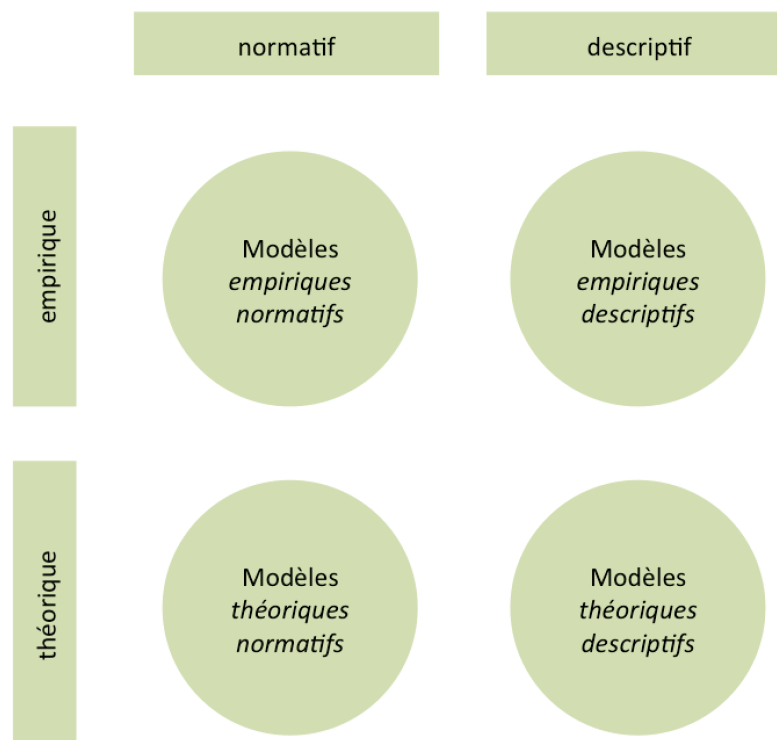 normatif
descriptif
empirique
Modèles
empiriques
normatifs
Modèles
empiriques
descriptifs
théorique
Modèles
théoriques
normatifs
Modèles
théoriques
descriptifs